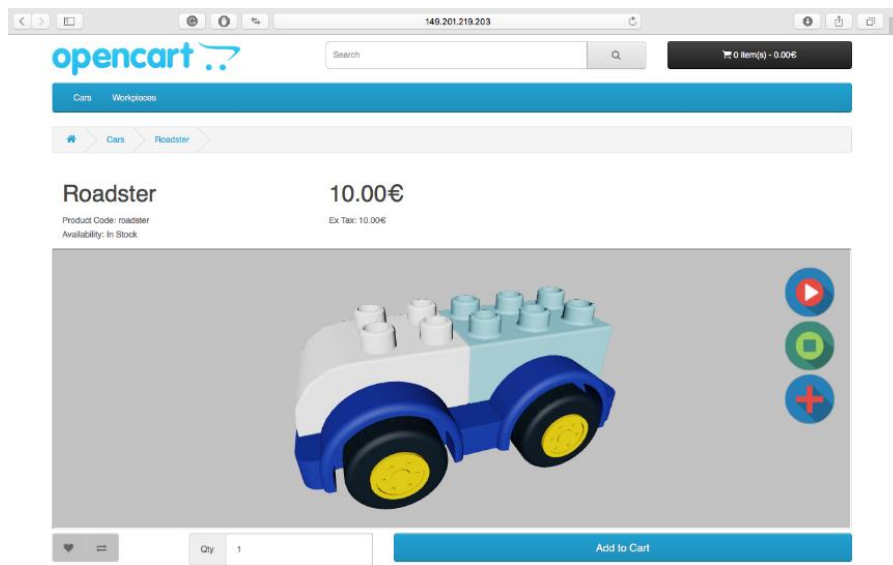 149.201.219.203
opencart
Search
0 item(s) - 0.00€
Cars Workpieces
Cars Roadster
Roadster
10.00€
Product Code: roadster
Ex Tax: 10.00€
Availability: In Stock
Qty 1
Add to Cart